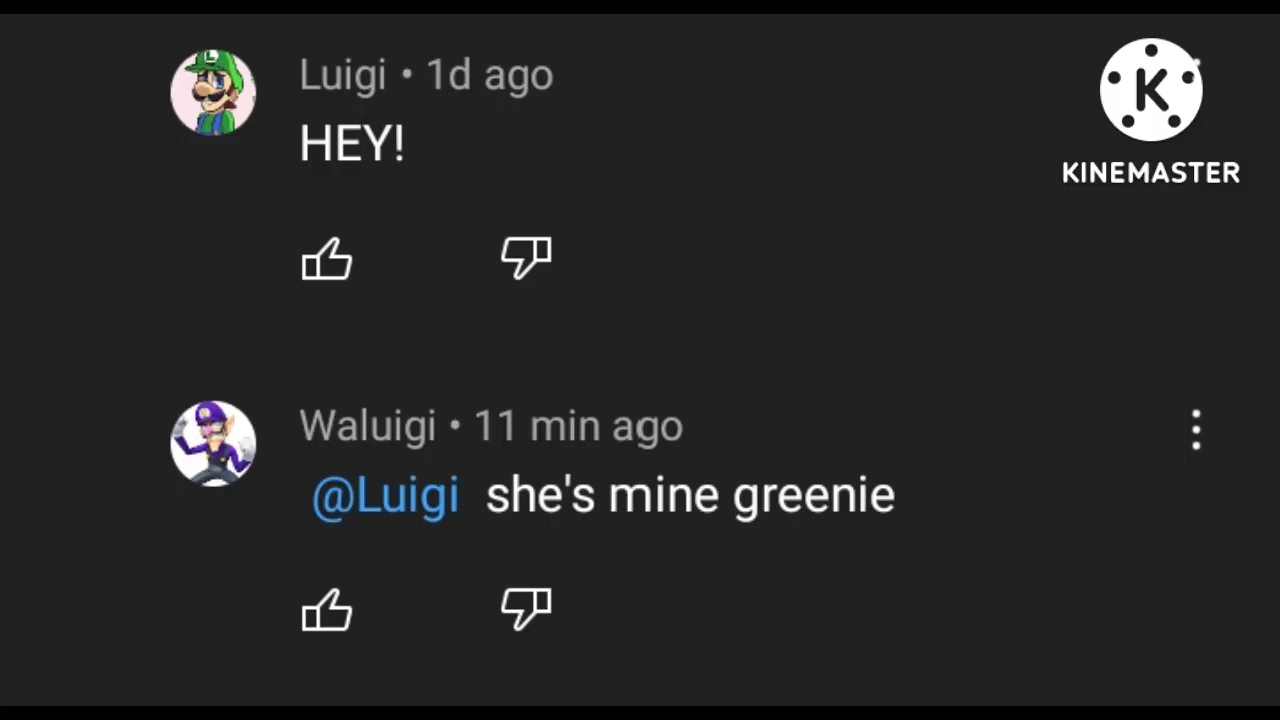 Luigi • 1d ago
HEY!
K
KINEMASTER
Waluigi • 11 min ago
@Luigi she's mine greenie